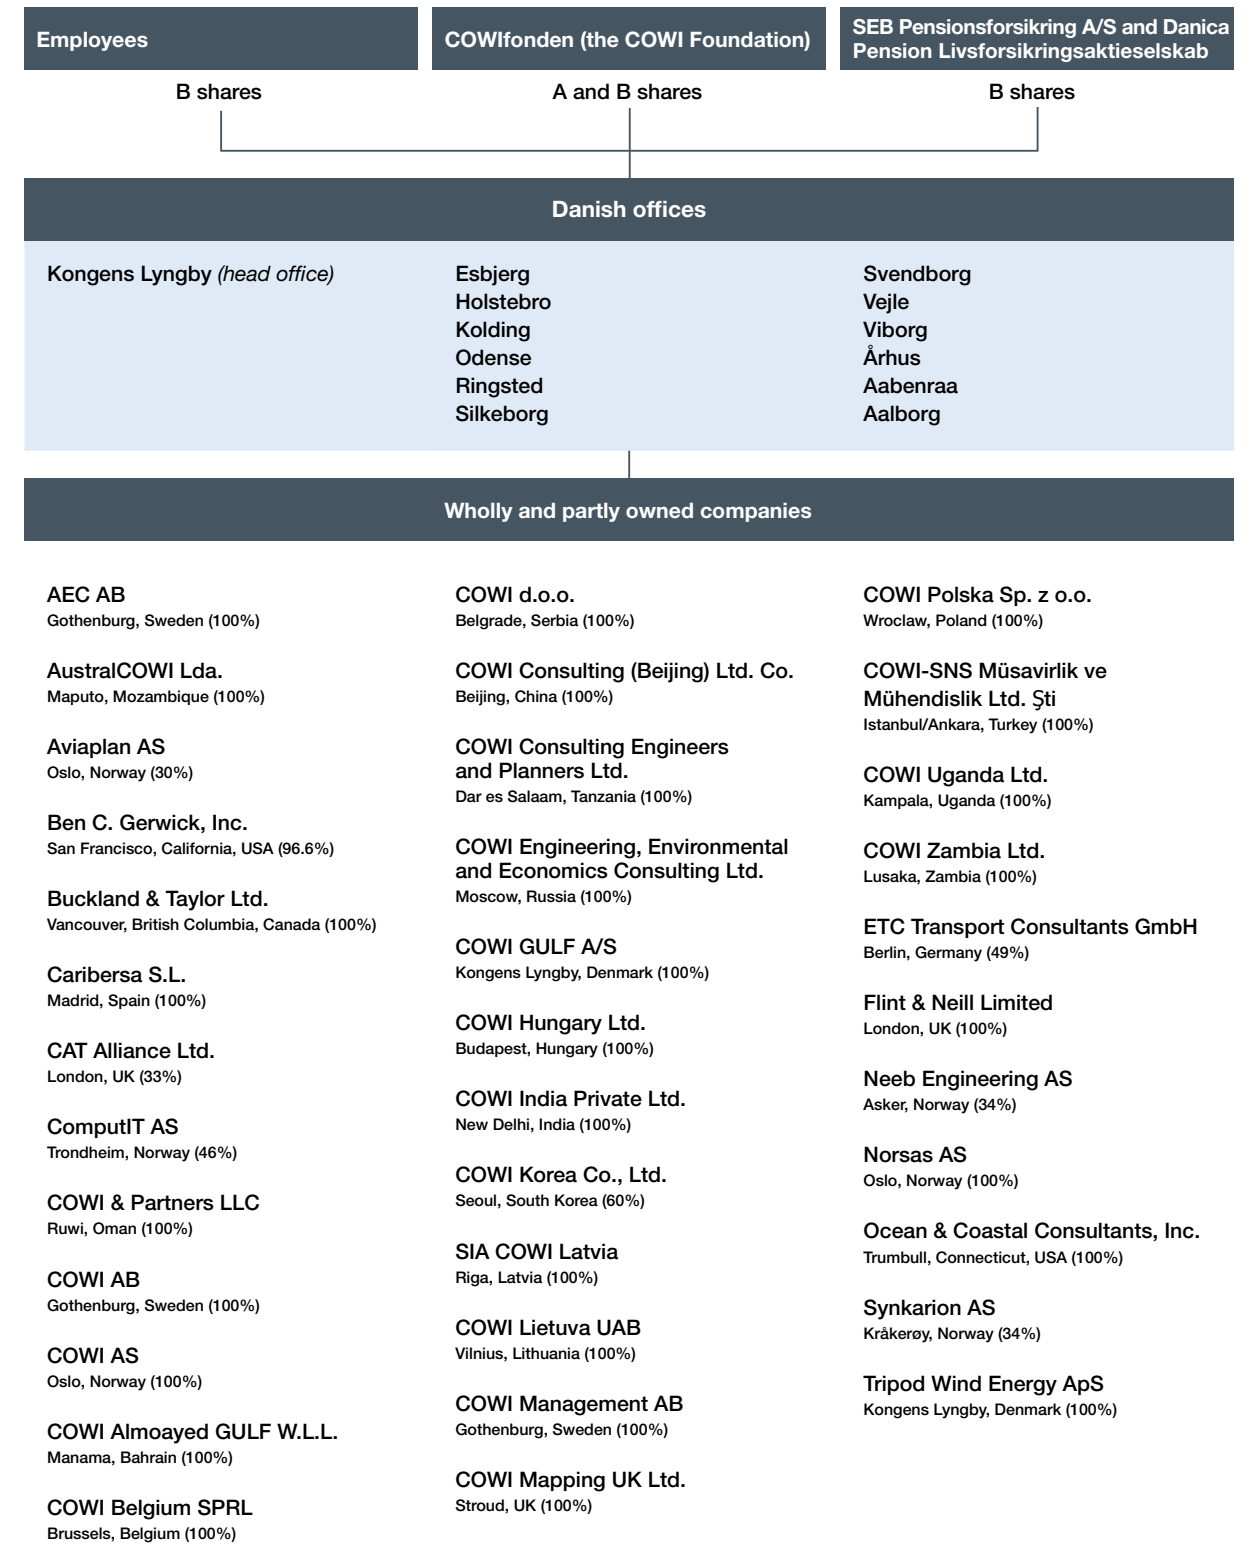 Employees
B shares
COWIfonden (the COWI Foundation)
A and B shares
SEB Pensionsforsikring A/S and Danica
Pension Livsforsikringsaktieselskab
B shares
Danish offices
Kongens Lyngby (head office)
Esbjerg
Holstebro
Kolding
Odense
Ringsted
Silkeborg
Svendborg
Vejle
Viborg
Århus
Aabenraa
Aalborg
Wholly and partly owned companies
AEC AB
Gothenburg, Sweden (100%)
AustralCOWI Lda.
Maputo, Mozambique (100%)
Aviaplan AS
Oslo, Norway (30%)
Ben C. Gerwick, Inc.
San Francisco, California, USA (96.6%)
Buckland & Taylor Ltd.
Vancouver, British Columbia, Canada (100%)
Caribersa S.L.
Madrid, Spain (100%)
CAT Alliance Ltd.
London, UK (33%)
ComputIT AS
Trondheim, Norway (46%)
COWI & Partners LLC
Ruwi, Oman (100%)
COWI AB
Gothenburg, Sweden (100%)
COWI AS
Oslo, Norway (100%)
COWI Almoayed GULF W.L.L.
Manama, Bahrain (100%)
COWI Belgium SPRL
Brussels, Belgium (100%)
COWI d.o.o.
Belgrade, Serbia (100%)
COWI Consulting (Beijing) Ltd. Co.
Beijing, China (100%)
COWI Consulting Engineers
and Planners Ltd.
Dar es Salaam, Tanzania (100%)
COWI Engineering, Environmental
and Economics Consulting Ltd.
Moscow, Russia (100%)
COWI GULF A/S
Kongens Lyngby, Denmark (100%)
COWI Hungary Ltd.
Budapest, Hungary (100%)
COWI India Private Ltd.
New Delhi, India (100%)
COWI Korea Co., Ltd.
Seoul, South Korea (60%)
SIA COWI Latvia
Riga, Latvia (100%)
COWI Lietuva UAB
Vilnius, Lithuania (100%)
COWI Management AB
Gothenburg, Sweden (100%)
COWI Mapping UK Ltd.
Stroud, UK (100%)
COWI Polska Sp. z o.o.
Wroclaw, Poland (100%)
COWI-SNS Müsavirlik ve
Mühendislik Ltd. Şti
Istanbul/Ankara, Turkey (100%)
COWI Uganda Ltd.
Kampala, Uganda (100%)
COWI Zambia Ltd.
Lusaka, Zambia (100%)
ETC Transport Consultants GmbH
Berlin, Germany (49%)
Flint & Neill Limited
London, UK (100%)
Neeb Engineering AS
Asker, Norway (34%)
Norsas AS
Oslo, Norway (100%)
Ocean & Coastal Consultants, Inc.
Trumbull, Connecticut, USA (100%)
Synkarion AS
Kråkerøy, Norway (34%)
Tripod Wind Energy ApS
Kongens Lyngby, Denmark (100%)